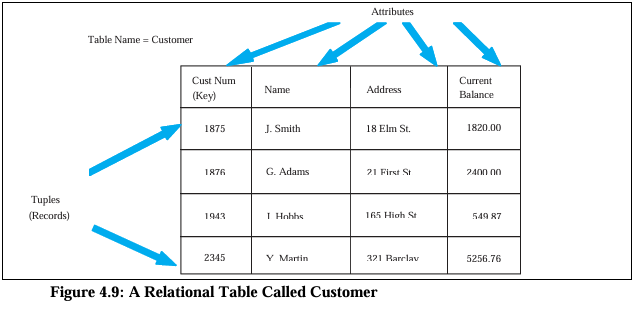 Attributes
Table Name = Customer
Cust Num
(Key)
Name
Address
Current
Balance
1875
J. Smith
18 Elm St.
1820.00
1876
G. Adams
21 First St
2400.00
Tuples
(Records)
1943
J. Hobbs
165 High St
549.87
2345
Y. Martin
321 Barclay
5256.76
Figure 4.9: A Relational Table Called Customer